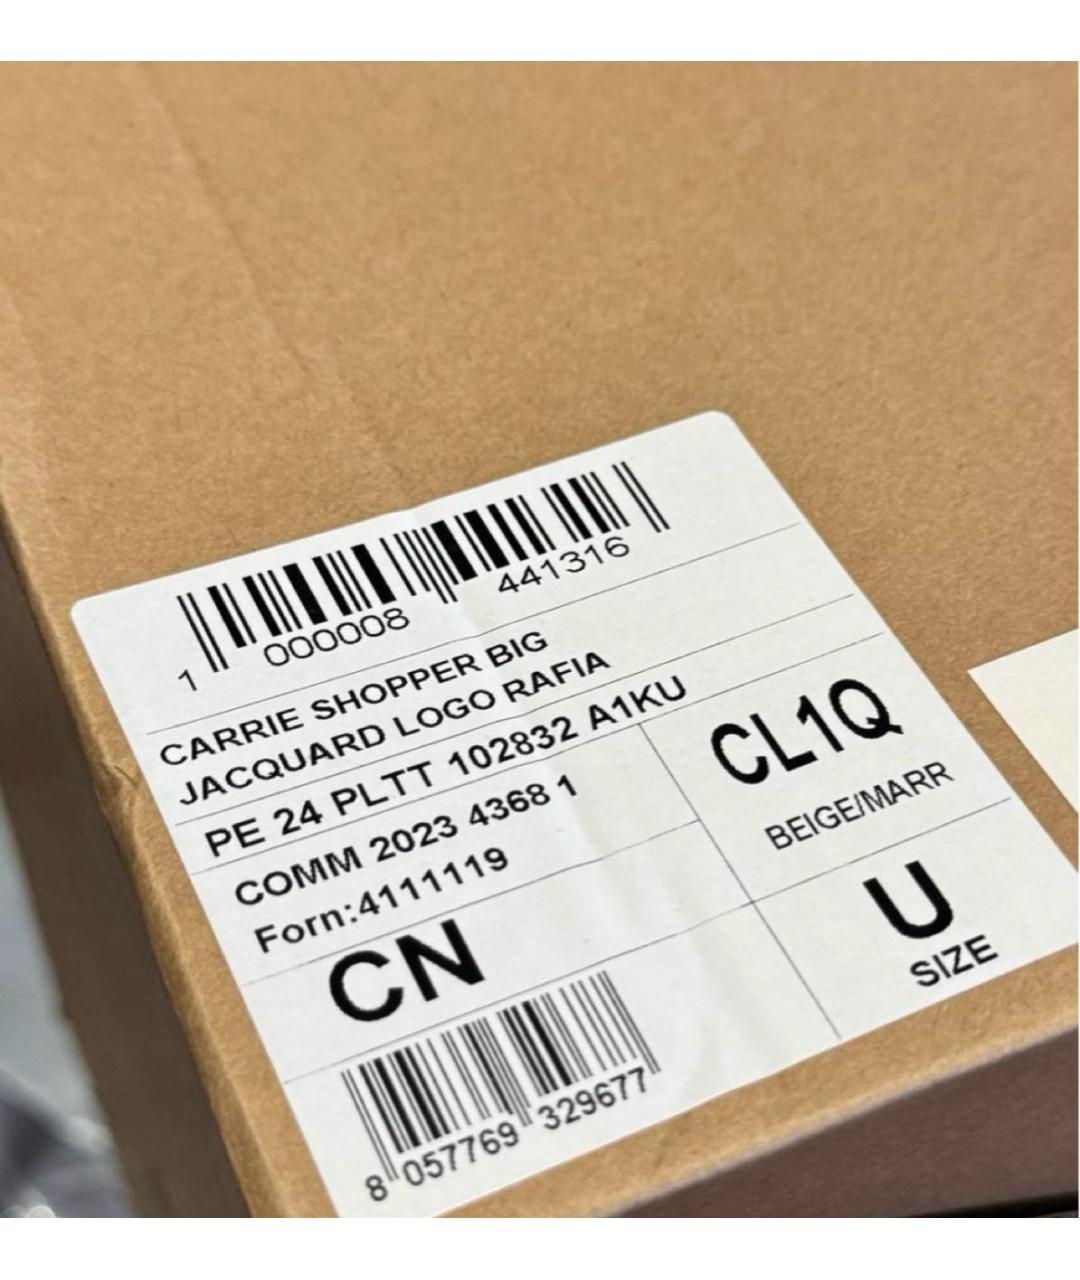 1 000008 441316
CARRIE SHOPPER BIG
JACQUARD LOGO RAFIA
PE 24 PLTT 102832 A1KU
COMM 2023 4368 1
Forn:4111119
CL1Q
BEIGE/MARR
CN
U
SIZE
8 057769 329677